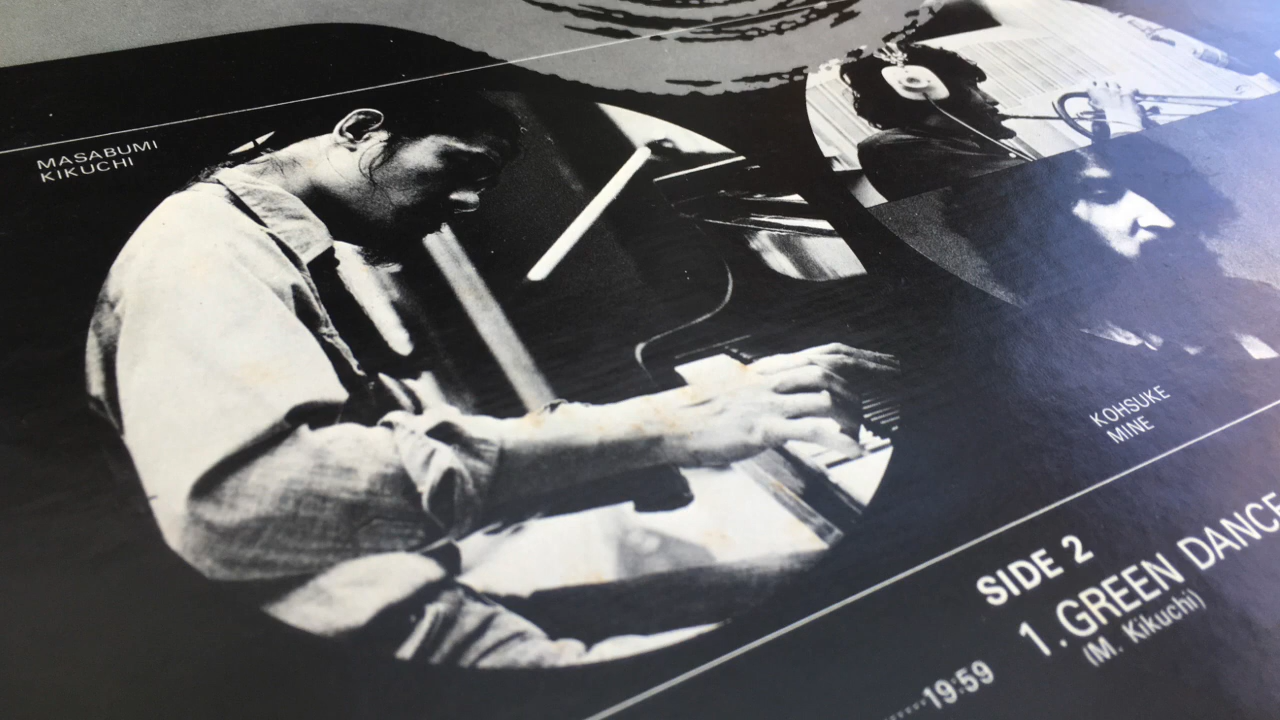 MASABUMI
KIKUCHI
KOHSUKE
MINE
SIDE 2
1. GREEN DANCE
(M. Kikuchi)
........19:59